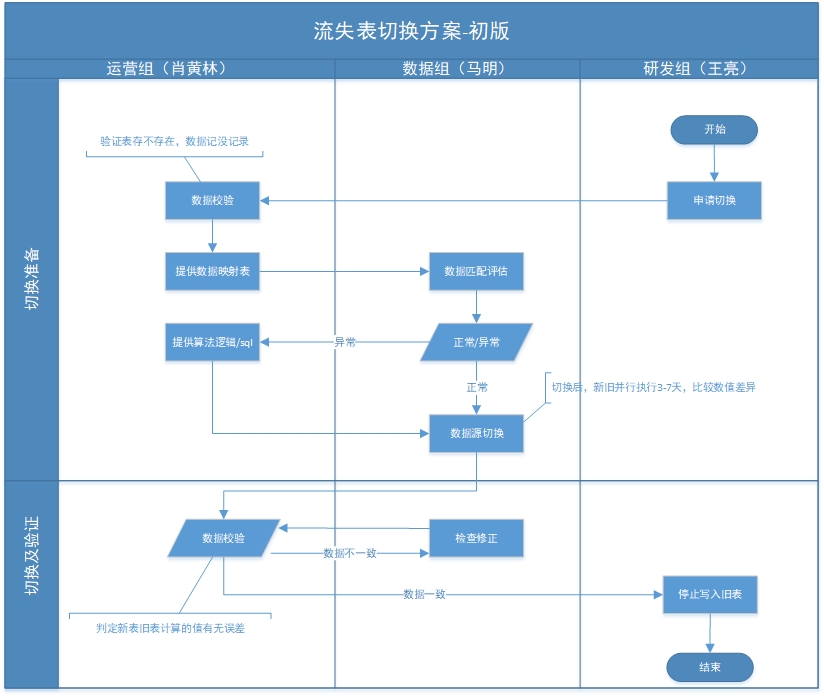 流失表切换方案-初版
运营组（肖黄林）
数据组（马明）
研发组（王亮）
切换准备
开始
验证表存不存在，数据记没记录
数据校验
申请切换
提供数据映射表
数据匹配评估
提供算法逻辑/sql
异常
正常/异常
正常
切换后，新旧并行执行3-7天，比较数值差异
数据源切换
切换及验证
数据校验
检查修正
数据不一致
数据一致
停止写入旧表
判定新表旧表计算的值有无误差
结束